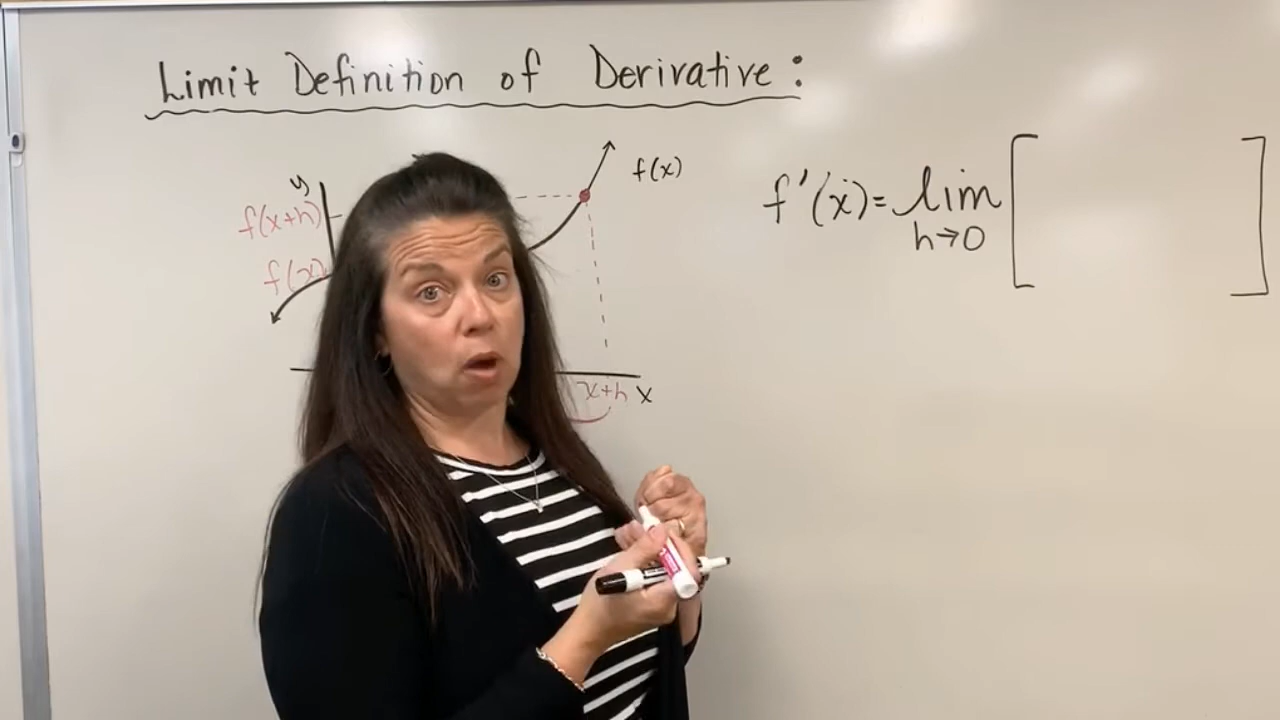 Limit Definition of Derivative:
y
f(x+h)
f(x)
f(x)
x+h x
f'(x)= lim
h→0